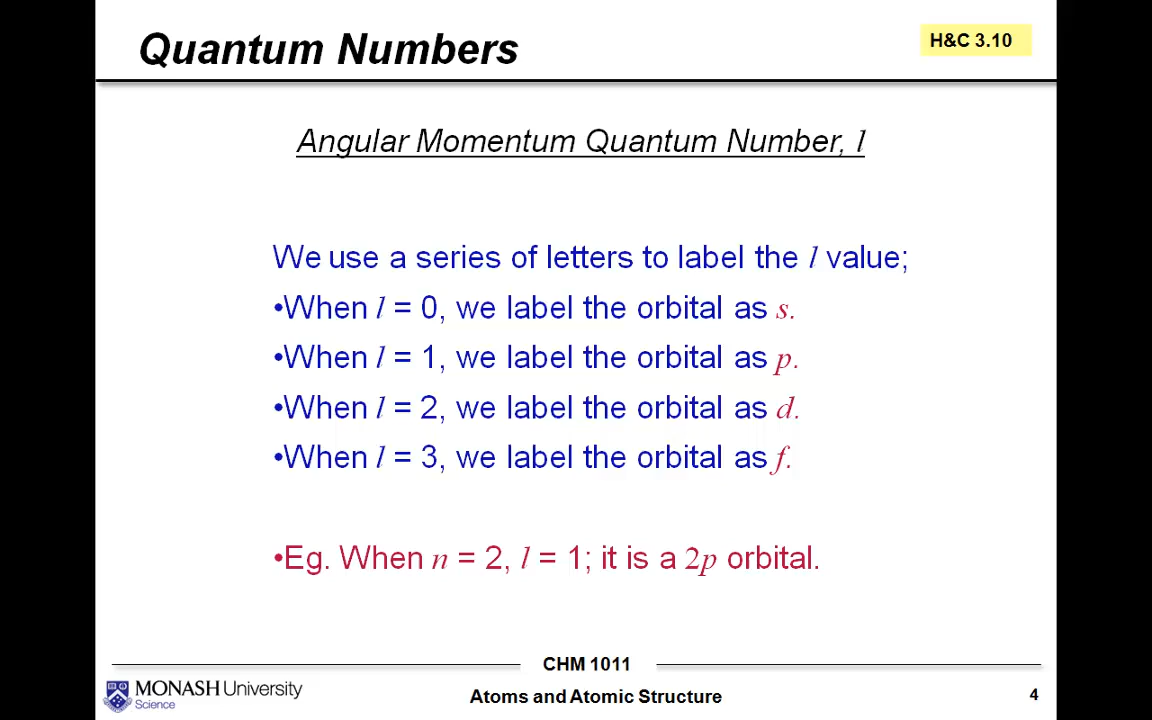 Quantum Numbers
H&C 3.10
Angular Momentum Quantum Number, l
We use a series of letters to label the l value;
•When l = 0, we label the orbital as s.
•When l = 1, we label the orbital as p.
•When l = 2, we label the orbital as d.
•When l = 3, we label the orbital as f.
•Eg. When n = 2, l = 1; it is a 2p orbital.
CHM 1011
MONASH University
Science
Atoms and Atomic Structure
4